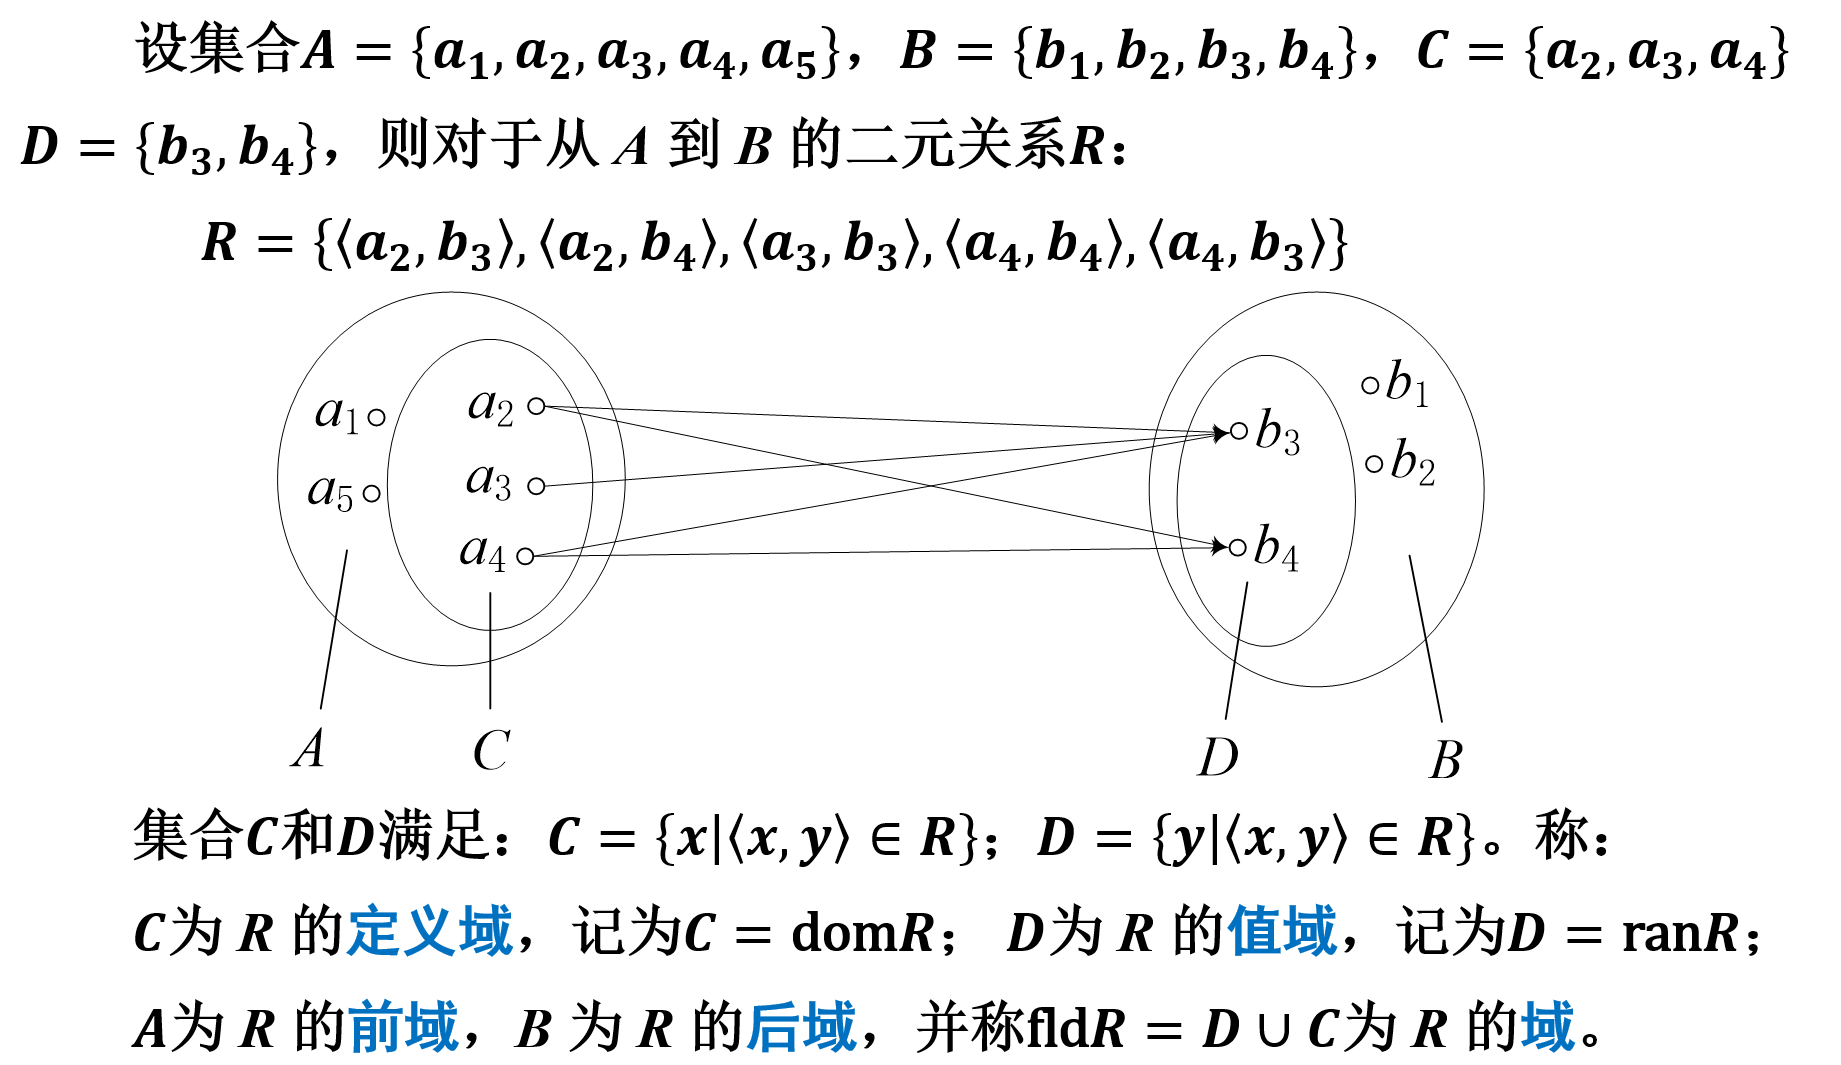 设集合A = {a₁, a₂, a₃, a₄, a₅}，B = {b₁, b₂, b₃, b₄}，C = {a₂, a₃, a₄}
D = {b₃, b₄}，则对于从 A 到 B 的二元关系R：
R = {⟨a₂, b₃⟩, ⟨a₂, b₄⟩, ⟨a₃, b₃⟩, ⟨a₄, b₄⟩, ⟨a₄, b₃⟩}
a₁
a₅
a₂
a₃
a₄
b₃
b₄
b₁
b₂
A
C
D
B
集合C和D满足：C = {x|⟨x, y⟩ ∈ R}；D = {y|⟨x, y⟩ ∈ R}。称：
C为 R 的定义域，记为C = domR； D为 R 的值域，记为D = ranR；
A为 R 的前域，B 为 R 的后域，并称fldR = D ∪ C为 R 的域。